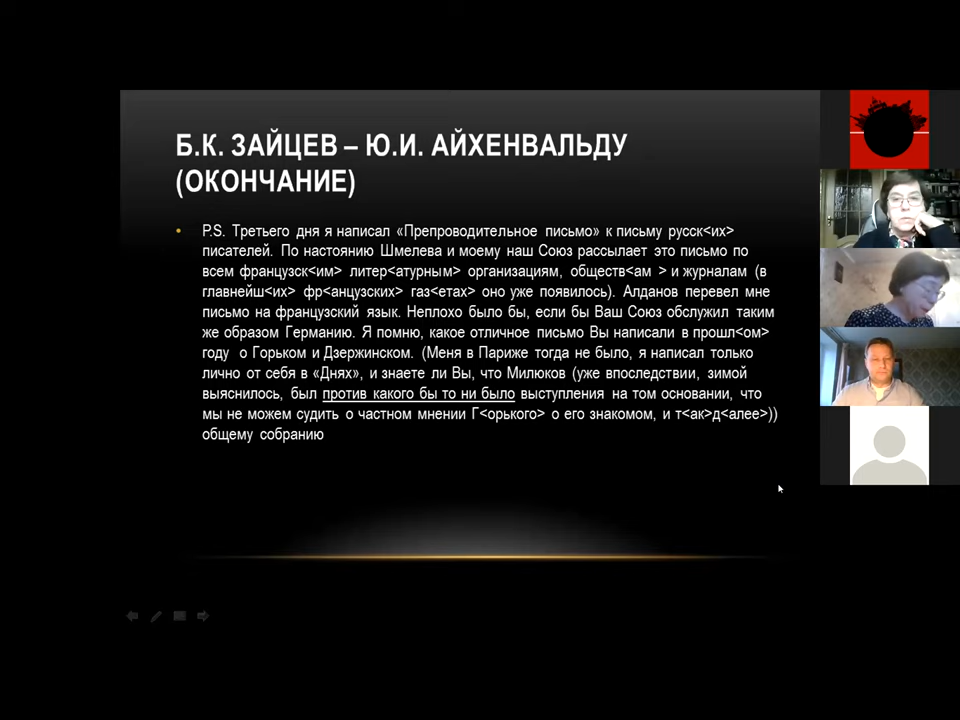 Б.К. ЗАЙЦЕВ – Ю.И. АЙХЕНВАЛЬДУ
(ОКОНЧАНИЕ)
• P.S. Третьего дня я написал «Препроводительное письмо» к письму русск<их>
писателей. По настоянию Шмелева и моему наш Союз рассылает это письмо по
всем французск<им> литер<атурным> организациям, обществ<ам > и журналам (в
главнейш<их> фр<анцузских> газ<етах> оно уже появилось). Алданов перевел мне
письмо на французский язык. Неплохо было бы, если бы Ваш Союз обслужил таким
же образом Германию. Я помню, какое отличное письмо Вы написали в прошл<ом>
году о Горьком и Дзержинском. (Меня в Париже тогда не было, я написал только
лично от себя в «Днях», и знаете ли Вы, что Милюков (уже впоследствии, зимой
выяснилось, был против какого бы то ни было выступления на том основании, что
мы не можем судить о частном мнении Г<орького> о его знакомом, и т<ак>д<алее>))
общему собранию